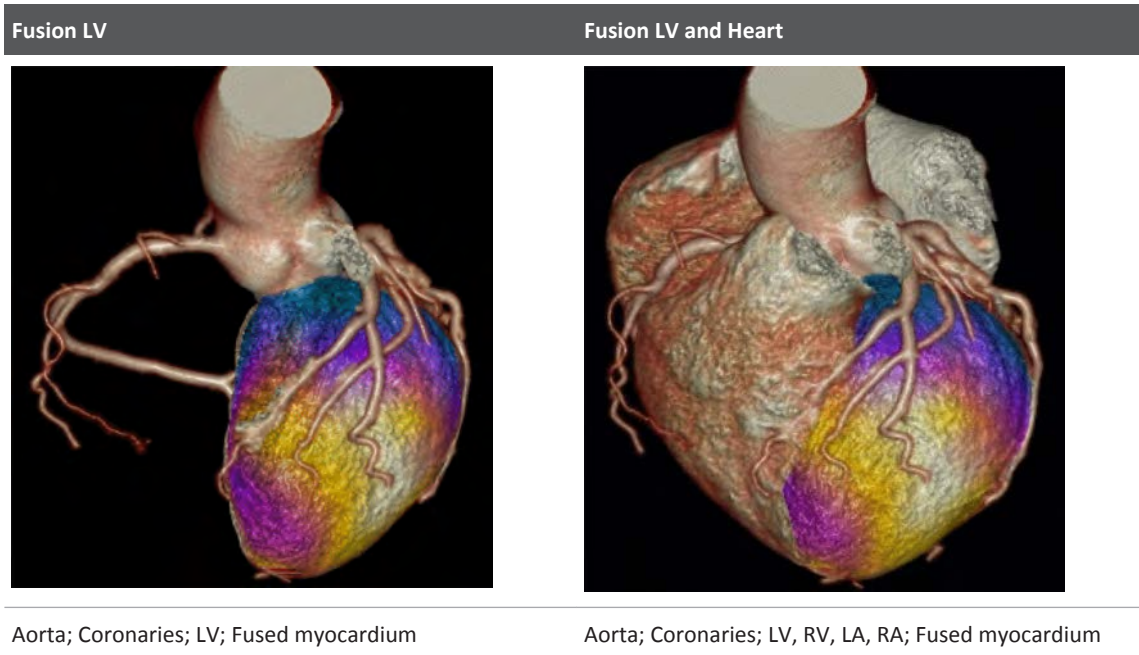 Fusion LV
Fusion LV and Heart
Aorta; Coronaries; LV; Fused myocardium
Aorta; Coronaries; LV, RV, LA, RA; Fused myocardium